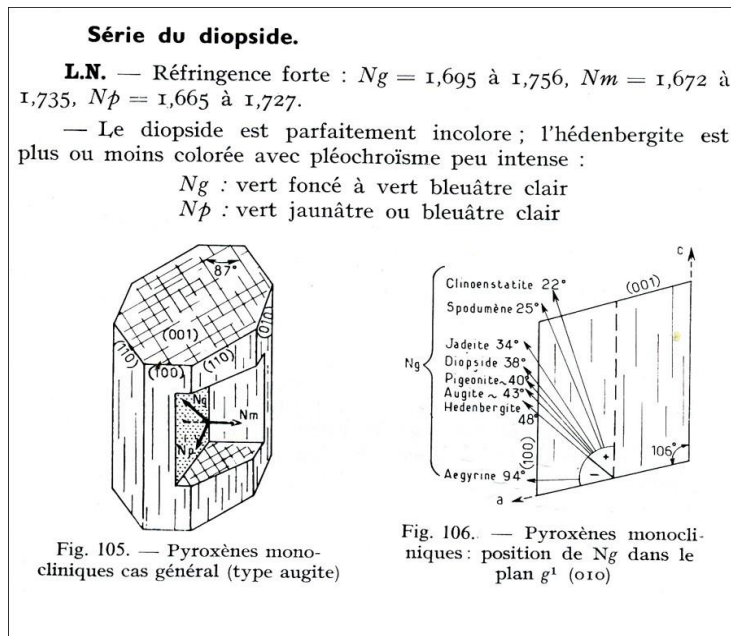 Série du diopside.
L.N. — Réfringence forte : Ng = 1,695 à 1,756, Nm = 1,672 à
1,735, Np = 1,665 à 1,727.
— Le diopside est parfaitement incolore ; l'hédenbergite est
plus ou moins colorée avec pléochroïsme peu intense :
Ng : vert foncé à vert bleuâtre clair
Np : vert jaunâtre ou bleuâtre clair
87°
(001)
(010)
(110)
(100)
(110)
Ng
Nm
Np
Fig. 105. — Pyroxènes mono-
cliniques cas général (type augite)
c
(001)
Clinoenstatite 22°
Spodumène 25°
Jadeite 34°
Diopside 38°
Ng
Pigeonite ~ 40°
Augite ~ 43°
Hedenbergite
48°
(100)
106°
+
−
Aegyrine 94°
a
Fig. 106. — Pyroxènes monocli-
niques : position de Ng dans le
plan g¹ (010)